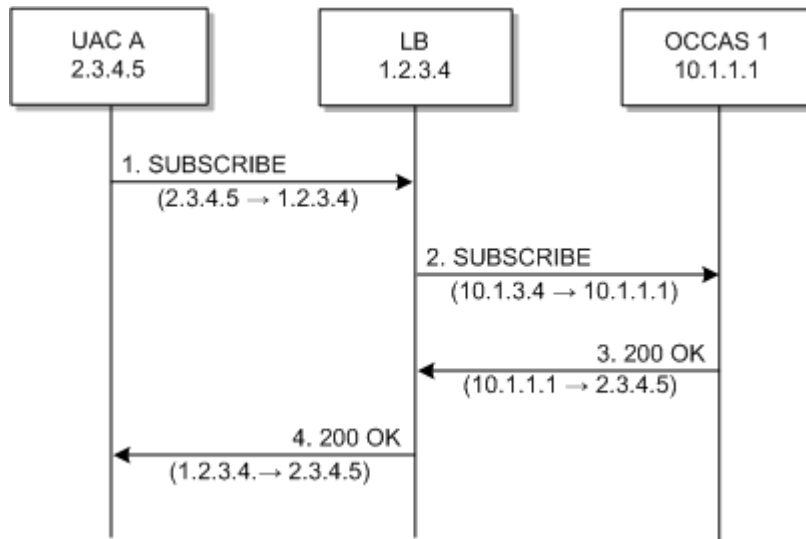 UAC A
2.3.4.5
LB
1.2.3.4
OCCAS 1
10.1.1.1
1. SUBSCRIBE
(2.3.4.5 → 1.2.3.4)
2. SUBSCRIBE
(10.1.3.4 → 10.1.1.1)
3. 200 OK
(10.1.1.1 → 2.3.4.5)
4. 200 OK
(1.2.3.4.→ 2.3.4.5)